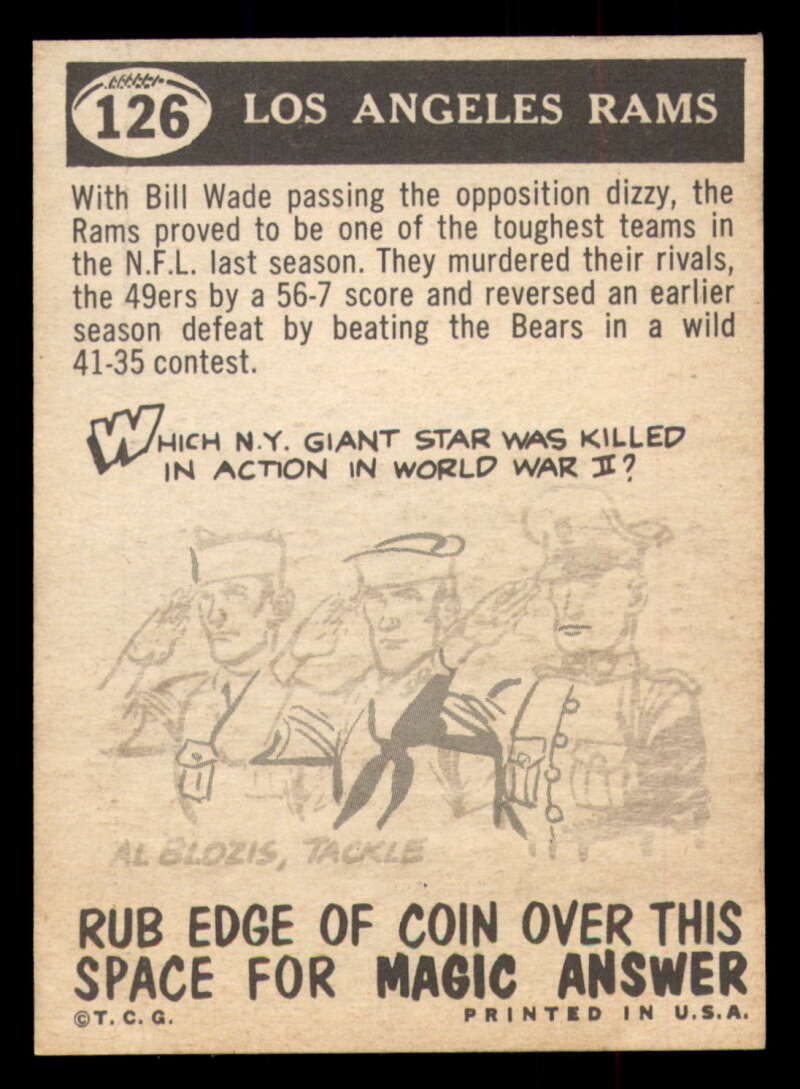 126 LOS ANGELES RAMS
With Bill Wade passing the opposition dizzy, the
Rams proved to be one of the toughest teams in
the N.F.L. last season. They murdered their rivals,
the 49ers by a 56-7 score and reversed an earlier
season defeat by beating the Bears in a wild
41-35 contest.
WHICH N.Y. GIANT STAR WAS KILLED
IN ACTION IN WORLD WAR II?
AL BLOZIS, TACKLE
RUB EDGE OF COIN OVER THIS
SPACE FOR MAGIC ANSWER
©T. C. G. PRINTED IN U.S.A.